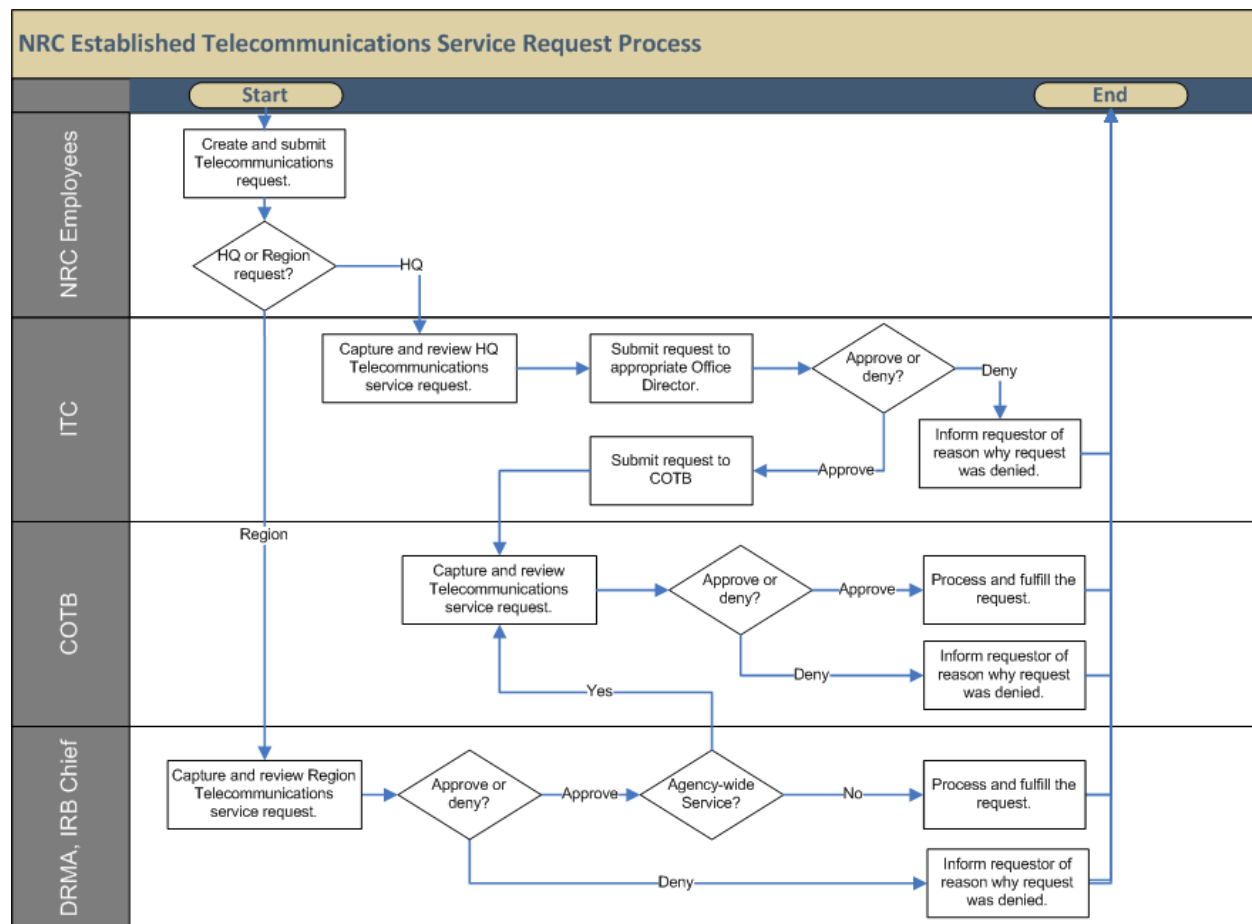 NRC Established Telecommunications Service Request Process
Start
End
NRC Employees
Create and submit
Telecommunications
request.
HQ or Region
request?
HQ
ITC
Capture and review HQ
Telecommunications
service request.
Submit request to
appropriate Office
Director.
Approve or
deny?
Deny
Inform requestor of
reason why request
was denied.
Approve
Submit request to
COTB
Region
COTB
Capture and review
Telecommunications
service request.
Approve or
deny?
Approve
Process and fulfill the
request.
Deny
Inform requestor of
reason why request
was denied.
Yes
DRMA, IRB Chief
Capture and review Region
Telecommunications
service request.
Approve or
deny?
Approve
Agency-wide
Service?
No
Process and fulfill the
request.
Deny
Inform requestor of
reason why request
was denied.